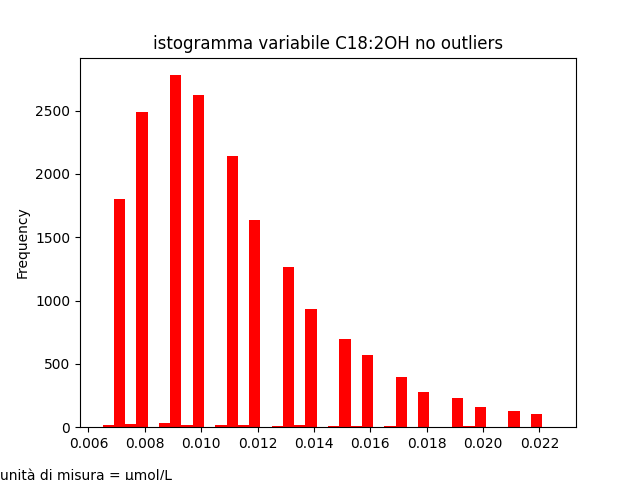 istogramma variabile C18:2OH no outliers
Frequency
2500
2000
1500
1000
500
0
0.006 0.008 0.010 0.012 0.014 0.016 0.018 0.020 0.022
unità di misura = μmol/L